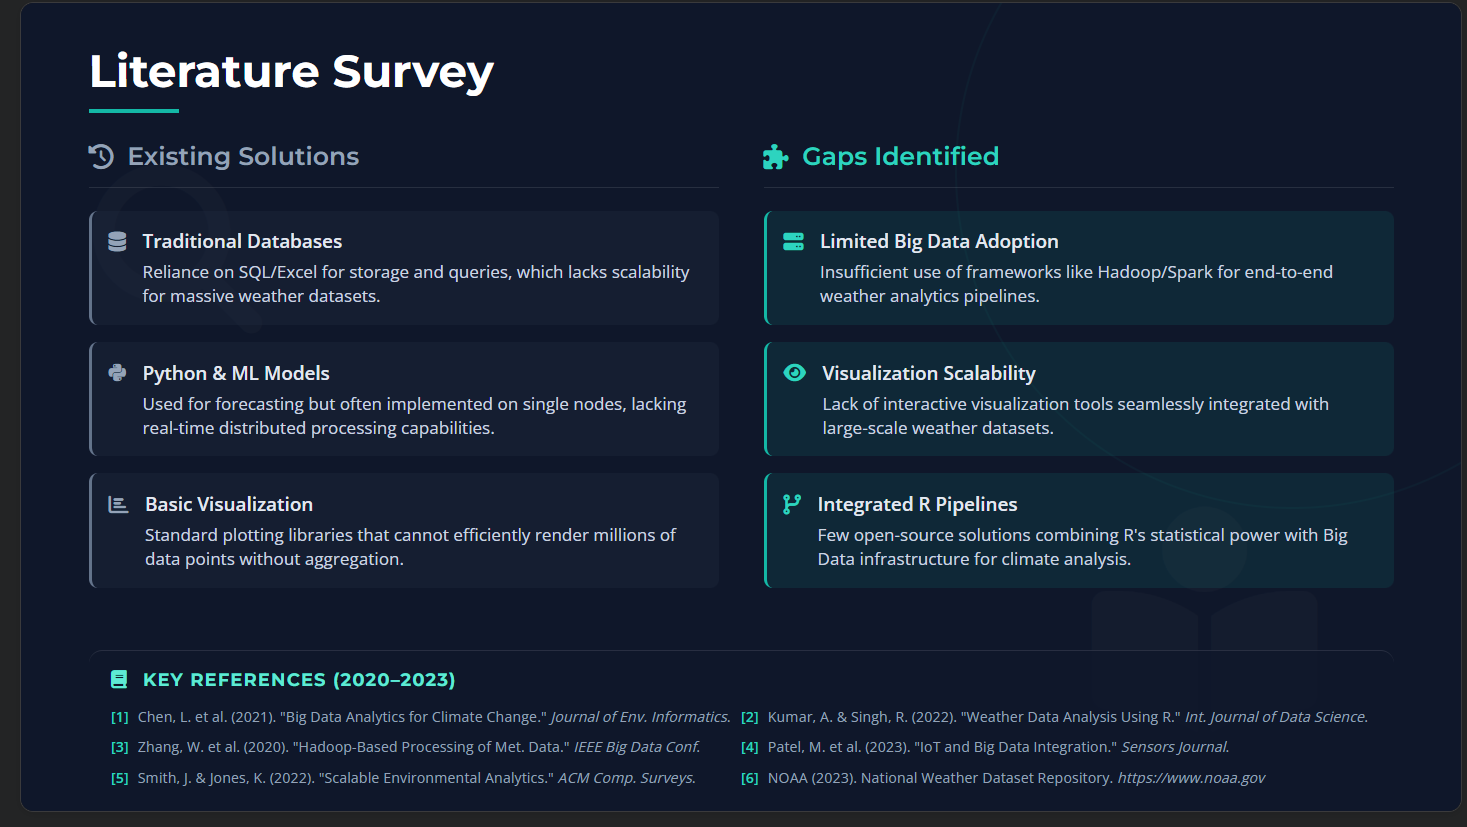 Literature Survey
Existing Solutions
Traditional Databases
Reliance on SQL/Excel for storage and queries, which lacks scalability
for massive weather datasets.
Python & ML Models
Used for forecasting but often implemented on single nodes, lacking
real-time distributed processing capabilities.
Basic Visualization
Standard plotting libraries that cannot efficiently render millions of
data points without aggregation.
Gaps Identified
Limited Big Data Adoption
Insufficient use of frameworks like Hadoop/Spark for end-to-end
weather analytics pipelines.
Visualization Scalability
Lack of interactive visualization tools seamlessly integrated with
large-scale weather datasets.
Integrated R Pipelines
Few open-source solutions combining R's statistical power with Big
Data infrastructure for climate analysis.
KEY REFERENCES (2020–2023)
[1] Chen, L. et al. (2021). "Big Data Analytics for Climate Change." Journal of Env. Informatics.
[2] Kumar, A. & Singh, R. (2022). "Weather Data Analysis Using R." Int. Journal of Data Science.
[3] Zhang, W. et al. (2020). "Hadoop-Based Processing of Met. Data." IEEE Big Data Conf.
[4] Patel, M. et al. (2023). "IoT and Big Data Integration." Sensors Journal.
[5] Smith, J. & Jones, K. (2022). "Scalable Environmental Analytics." ACM Comp. Surveys.
[6] NOAA (2023). National Weather Dataset Repository. https://www.noaa.gov